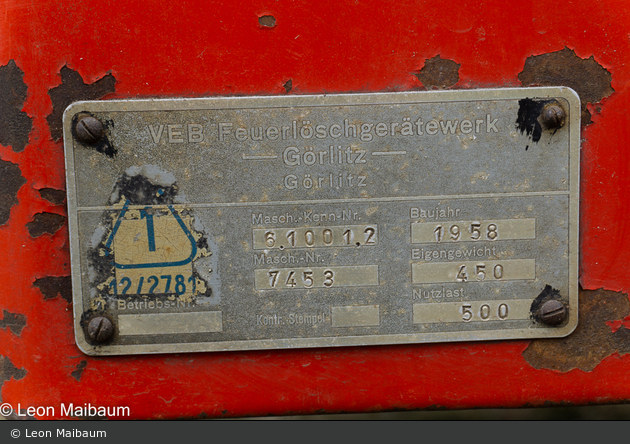 VEB Feuerlöschgerätewerk
— Görlitz —
Görlitz
1
12/2781
Betriebs-Nr.
Masch.-Kenn-Nr.
6.1001.2
Masch.-Nr.
7453
Kontr. Stempel
Baujahr
1958
Eigengewicht
450
Nutzlast
500
© Leon Maibaum
© Leon Maibaum